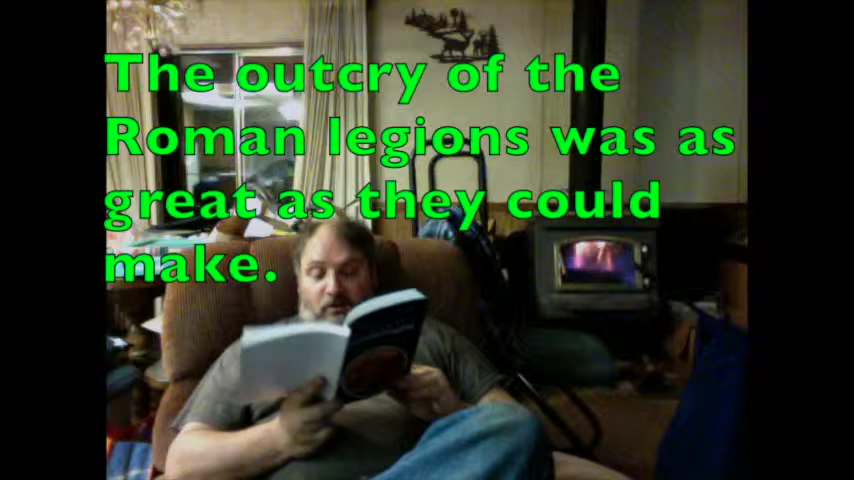 The outcry of the
Roman legions was as
great as they could
make.